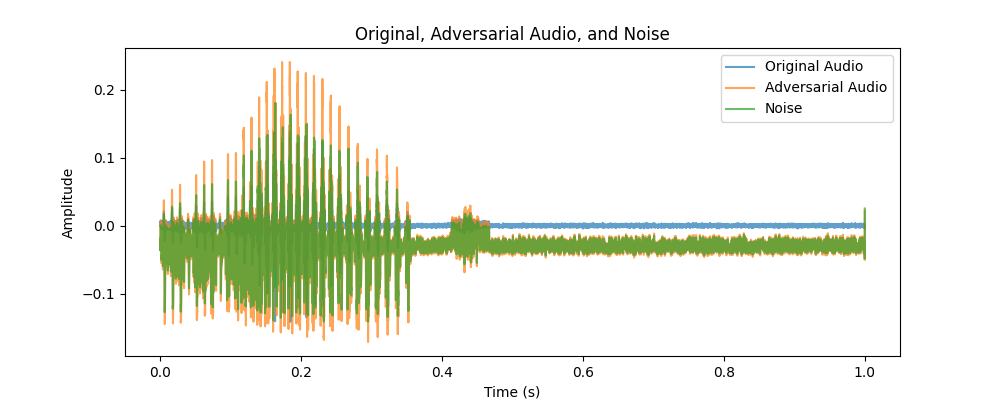 Original, Adversarial Audio, and Noise
Original Audio
Adversarial Audio
Noise
Amplitude
0.2
0.1
0.0
−0.1
0.0 0.2 0.4 0.6 0.8 1.0
Time (s)